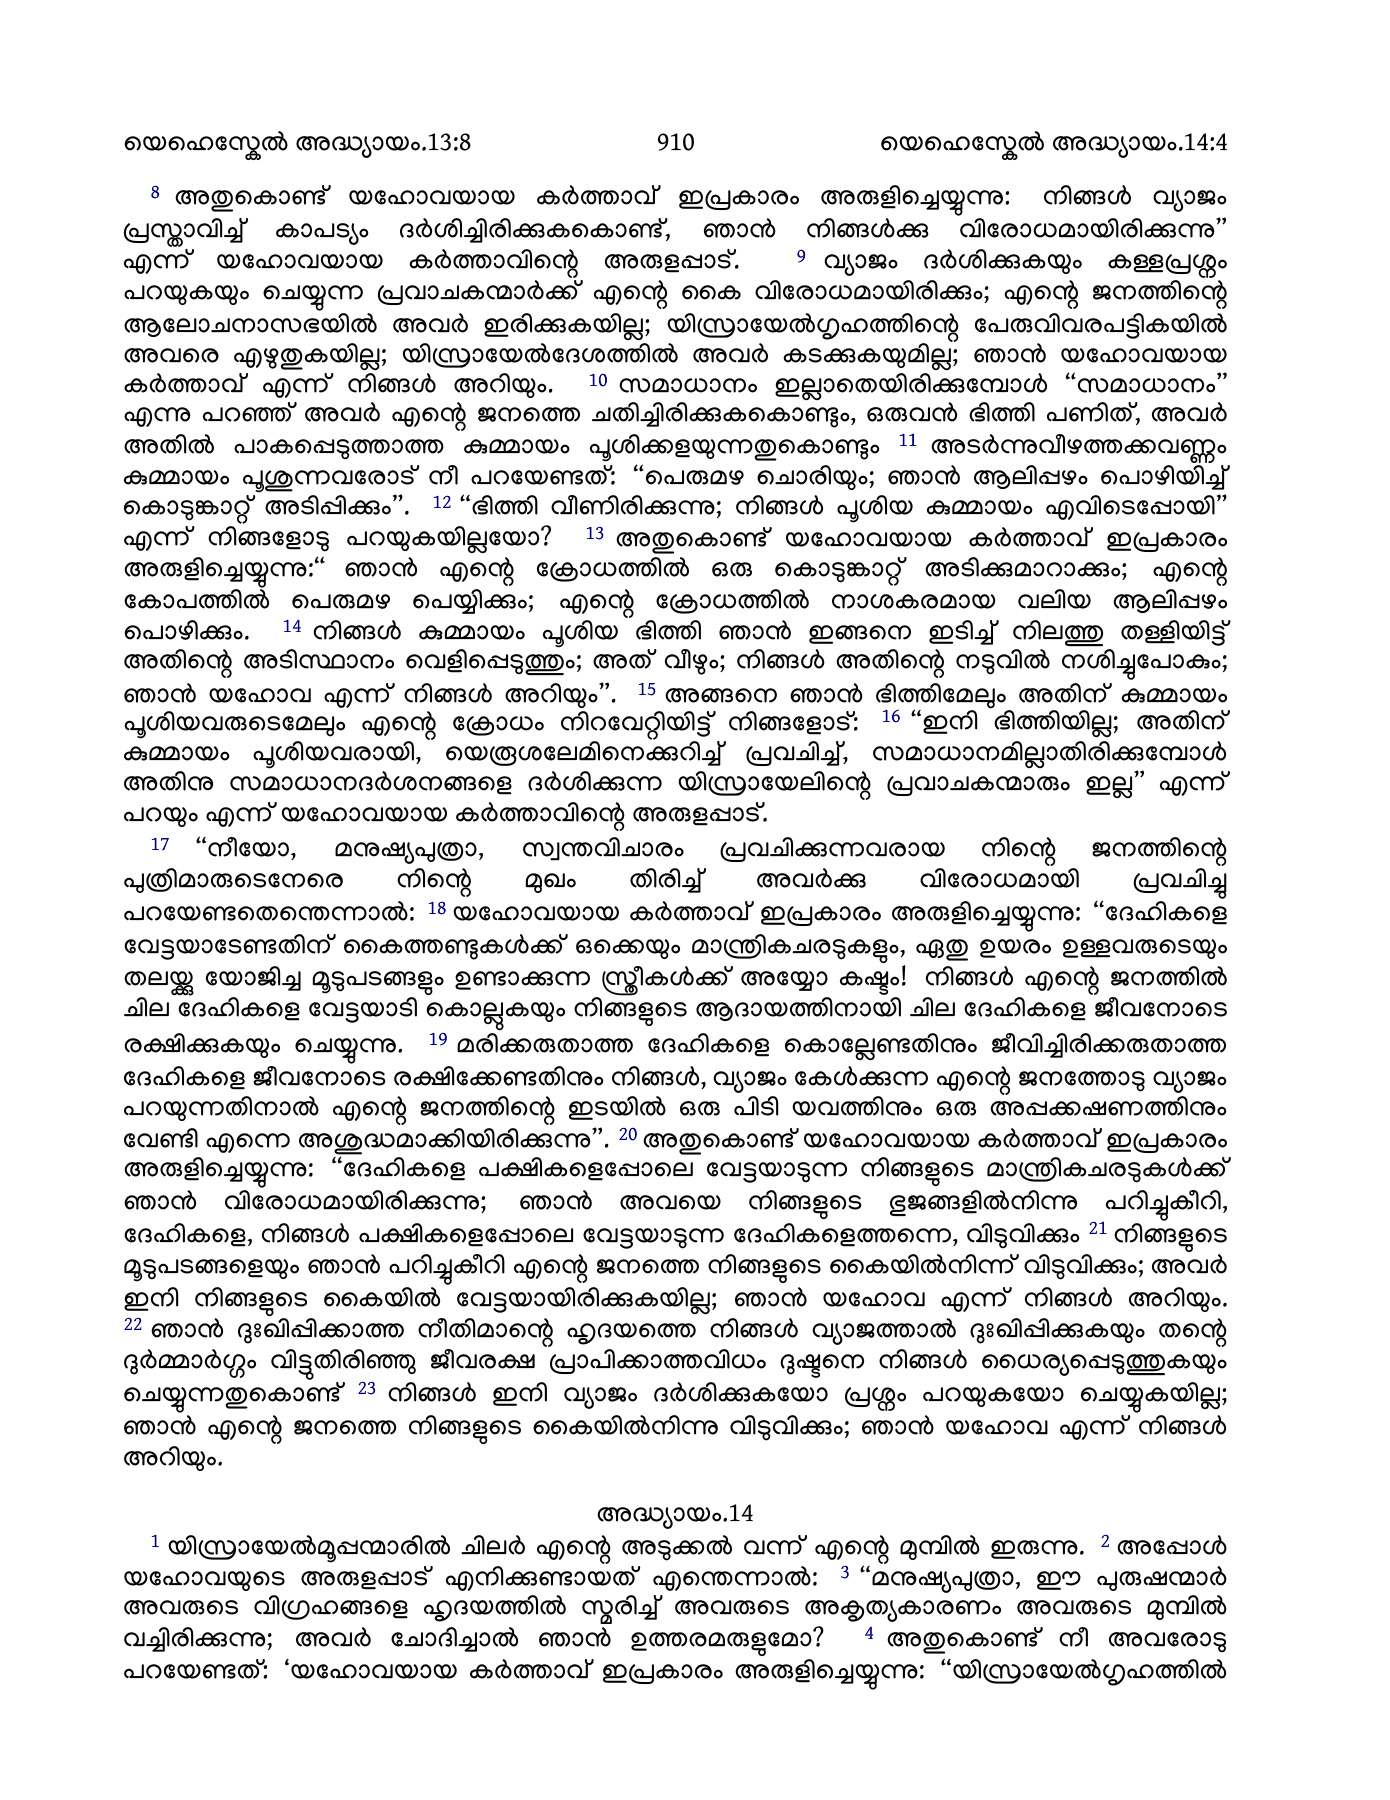 യെഹെസ്കേൽ അദ്ധ്യായം.13:8 910 യെഹെസ്കേൽ അദ്ധ്യായം.14:4
8 അതുകൊണ്ട് യഹോവയായ കർത്താവ് ഇപ്രകാരം അരുളിച്ചെയ്യുന്നു: നിങ്ങൾ വ്യാജം
പ്രസ്താവിച്ച് കാപട്യം ദർശിച്ചിരിക്കുകകൊണ്ട്, ഞാൻ നിങ്ങൾക്കു വിരോധമായിരിക്കുന്നു”
എന്ന് യഹോവയായ കർത്താവിന്റെ അരുളപ്പാട്. 9 വ്യാജം ദർശിക്കുകയും കള്ളപ്രശ്നം
പറയുകയും ചെയ്യുന്ന പ്രവാചകന്മാർക്ക് എന്റെ കൈ വിരോധമായിരിക്കും; എന്റെ ജനത്തിന്റെ
ആലോചനാസഭയിൽ അവർ ഇരിക്കുകയില്ല; യിസ്രായേൽഗൃഹത്തിന്റെ പേരുവിവരപട്ടികയിൽ
അവരെ എഴുതുകയില്ല; യിസ്രായേൽദേശത്തിൽ അവർ കടക്കുകയുമില്ല; ഞാൻ യഹോവയായ
കർത്താവ് എന്ന് നിങ്ങൾ അറിയും. 10 സമാധാനം ഇല്ലാതെയിരിക്കുമ്പോൾ “സമാധാനം”
എന്നു പറഞ്ഞ് അവർ എന്റെ ജനത്തെ ചതിച്ചിരിക്കുകകൊണ്ടും, ഒരുവൻ ഭിത്തി പണിത്, അവർ
അതിൽ പാകപ്പെടുത്താത്ത കുമ്മായം പൂശിക്കളയുന്നതുകൊണ്ടും 11 അടർന്നുവീഴത്തക്കവണ്ണം
കുമ്മായം പൂശുന്നവരോട് നീ പറയേണ്ടത്: “പെരുമഴ ചൊരിയും; ഞാൻ ആലിപ്പഴം പൊഴിയിച്ച്
കൊടുങ്കാറ്റ് അടിപ്പിക്കും”. 12 “ഭിത്തി വീണിരിക്കുന്നു; നിങ്ങൾ പൂശിയ കുമ്മായം എവിടെപ്പോയി”
എന്ന് നിങ്ങളോടു പറയുകയില്ലയോ? 13 അതുകൊണ്ട് യഹോവയായ കർത്താവ് ഇപ്രകാരം
അരുളിച്ചെയ്യുന്നു:“ ഞാൻ എന്റെ ക്രോധത്തിൽ ഒരു കൊടുങ്കാറ്റ് അടിക്കുമാറാക്കും; എന്റെ
കോപത്തിൽ പെരുമഴ പെയ്യിക്കും; എന്റെ ക്രോധത്തിൽ നാശകരമായ വലിയ ആലിപ്പഴം
പൊഴിക്കും. 14 നിങ്ങൾ കുമ്മായം പൂശിയ ഭിത്തി ഞാൻ ഇങ്ങനെ ഇടിച്ച് നിലത്തു തള്ളിയിട്ട്
അതിന്റെ അടിസ്ഥാനം വെളിപ്പെടുത്തും; അത് വീഴും; നിങ്ങൾ അതിന്റെ നടുവിൽ നശിച്ചുപോകും;
ഞാൻ യഹോവ എന്ന് നിങ്ങൾ അറിയും”. 15 അങ്ങനെ ഞാൻ ഭിത്തിമേലും അതിന് കുമ്മായം
പൂശിയവരുടെമേലും എന്റെ ക്രോധം നിറവേറ്റിയിട്ട് നിങ്ങളോട്: 16 “ഇനി ഭിത്തിയില്ല; അതിന്
കുമ്മായം പൂശിയവരായി, യെരൂശലേമിനെക്കുറിച്ച് പ്രവചിച്ച്, സമാധാനമില്ലാതിരിക്കുമ്പോൾ
അതിനു സമാധാനദർശനങ്ങളെ ദർശിക്കുന്ന യിസ്രായേലിന്റെ പ്രവാചകന്മാരും ഇല്ല” എന്ന്
പറയും എന്ന് യഹോവയായ കർത്താവിന്റെ അരുളപ്പാട്.
17 “നീയോ, മനുഷ്യപുത്രാ, സ്വന്തവിചാരം പ്രവചിക്കുന്നവരായ നിന്റെ ജനത്തിന്റെ
പുത്രിമാരുടെനേരെ നിന്റെ മുഖം തിരിച്ച് അവർക്കു വിരോധമായി പ്രവചിച്ചു
പറയേണ്ടതെന്തെന്നാൽ: 18 യഹോവയായ കർത്താവ് ഇപ്രകാരം അരുളിച്ചെയ്യുന്നു: “ദേഹികളെ
വേട്ടയാടേണ്ടതിന് കൈത്തണ്ടുകൾക്ക് ഒക്കെയും മാന്ത്രികചരടുകളും, ഏതു ഉയരം ഉള്ളവരുടെയും
തലയ്ക്കു യോജിച്ച മൂടുപടങ്ങളും ഉണ്ടാക്കുന്ന സ്ത്രീകൾക്ക് അയ്യോ കഷ്ടം! നിങ്ങൾ എന്റെ ജനത്തിൽ
ചില ദേഹികളെ വേട്ടയാടി കൊല്ലുകയും നിങ്ങളുടെ ആദായത്തിനായി ചില ദേഹികളെ ജീവനോടെ
രക്ഷിക്കുകയും ചെയ്യുന്നു. 19 മരിക്കരുതാത്ത ദേഹികളെ കൊല്ലേണ്ടതിനും ജീവിച്ചിരിക്കരുതാത്ത
ദേഹികളെ ജീവനോടെ രക്ഷിക്കേണ്ടതിനും നിങ്ങൾ, വ്യാജം കേൾക്കുന്ന എന്റെ ജനത്തോടു വ്യാജം
പറയുന്നതിനാൽ എന്റെ ജനത്തിന്റെ ഇടയിൽ ഒരു പിടി യവത്തിനും ഒരു അപ്പക്കഷണത്തിനും
വേണ്ടി എന്നെ അശുദ്ധമാക്കിയിരിക്കുന്നു”. 20 അതുകൊണ്ട് യഹോവയായ കർത്താവ് ഇപ്രകാരം
അരുളിച്ചെയ്യുന്നു: “ദേഹികളെ പക്ഷികളെപ്പോലെ വേട്ടയാടുന്ന നിങ്ങളുടെ മാന്ത്രികചരടുകൾക്ക്
ഞാൻ വിരോധമായിരിക്കുന്നു; ഞാൻ അവയെ നിങ്ങളുടെ ഭുജങ്ങളിൽനിന്നു പറിച്ചുകീറി,
ദേഹികളെ, നിങ്ങൾ പക്ഷികളെപ്പോലെ വേട്ടയാടുന്ന ദേഹികളെത്തന്നെ, വിടുവിക്കും 21 നിങ്ങളുടെ
മൂടുപടങ്ങളെയും ഞാൻ പറിച്ചുകീറി എന്റെ ജനത്തെ നിങ്ങളുടെ കൈയിൽനിന്ന് വിടുവിക്കും; അവർ
ഇനി നിങ്ങളുടെ കൈയിൽ വേട്ടയായിരിക്കുകയില്ല; ഞാൻ യഹോവ എന്ന് നിങ്ങൾ അറിയും.
22 ഞാൻ ദുഃഖിപ്പിക്കാത്ത നീതിമാന്റെ ഹൃദയത്തെ നിങ്ങൾ വ്യാജത്താൽ ദുഃഖിപ്പിക്കുകയും തന്റെ
ദുർമ്മാർഗ്ഗം വിട്ടുതിരിഞ്ഞു ജീവരക്ഷ പ്രാപിക്കാത്തവിധം ദുഷ്ടനെ നിങ്ങൾ ധൈര്യപ്പെടുത്തുകയും
ചെയ്യുന്നതുകൊണ്ട് 23 നിങ്ങൾ ഇനി വ്യാജം ദർശിക്കുകയോ പ്രശ്നം പറയുകയോ ചെയ്യുകയില്ല;
ഞാൻ എന്റെ ജനത്തെ നിങ്ങളുടെ കൈയിൽനിന്നു വിടുവിക്കും; ഞാൻ യഹോവ എന്ന് നിങ്ങൾ
അറിയും.
അദ്ധ്യായം.14
1 യിസ്രായേൽമൂപ്പന്മാരിൽ ചിലർ എന്റെ അടുക്കൽ വന്ന് എന്റെ മുമ്പിൽ ഇരുന്നു. 2 അപ്പോൾ
യഹോവയുടെ അരുളപ്പാട് എനിക്കുണ്ടായത് എന്തെന്നാൽ: 3 “മനുഷ്യപുത്രാ, ഈ പുരുഷന്മാർ
അവരുടെ വിഗ്രഹങ്ങളെ ഹൃദയത്തിൽ സ്മരിച്ച് അവരുടെ അകൃത്യകാരണം അവരുടെ മുമ്പിൽ
വച്ചിരിക്കുന്നു; അവർ ചോദിച്ചാൽ ഞാൻ ഉത്തരമരുളുമോ? 4 അതുകൊണ്ട് നീ അവരോടു
പറയേണ്ടത്: ‘യഹോവയായ കർത്താവ് ഇപ്രകാരം അരുളിച്ചെയ്യുന്നു: “യിസ്രായേൽഗൃഹത്തിൽ